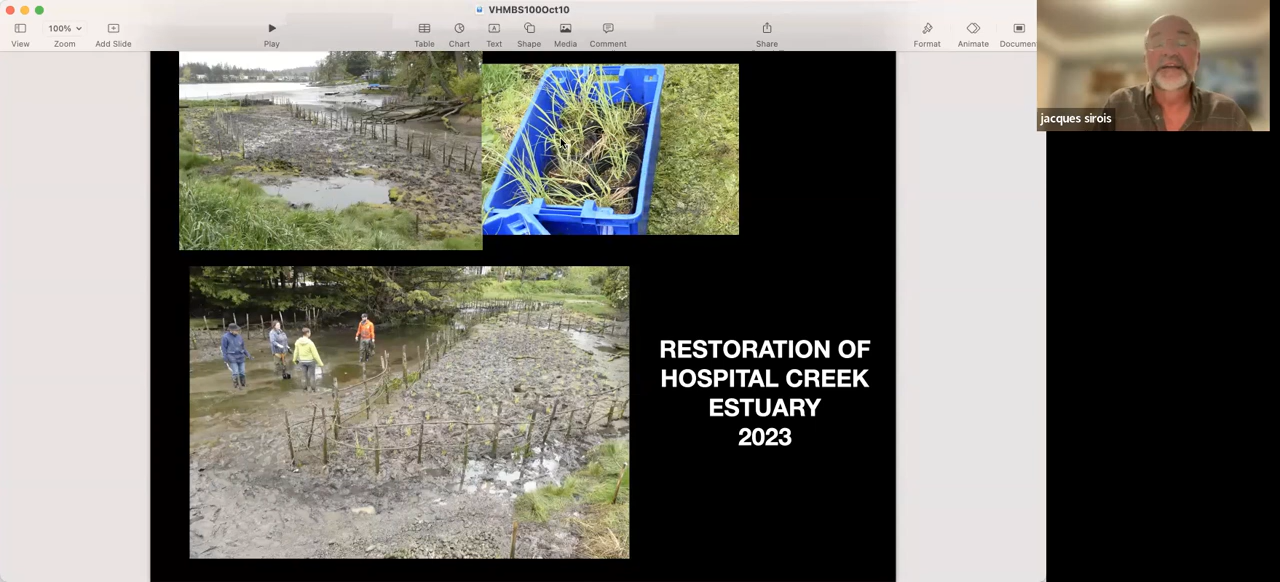 VHMBS100Oct10
100%
View
Zoom
Add Slide
Play
Table
Chart
Text
Shape
Media
Comment
Share
Format
Animate
Documen
jacques sirois
RESTORATION OF
HOSPITAL CREEK
ESTUARY
2023